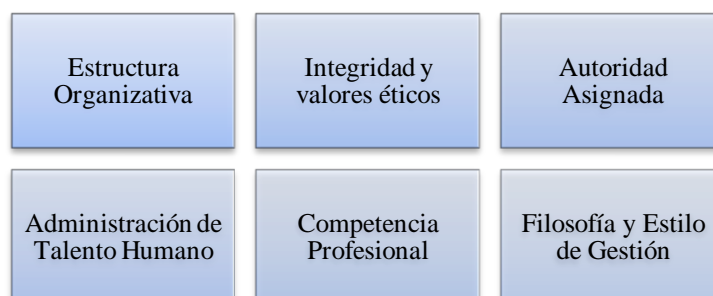 Estructura
Organizativa
Integridad y
valores éticos
Autoridad
Asignada
Administración de
Talento Humano
Competencia
Profesional
Filosofía y Estilo
de Gestión